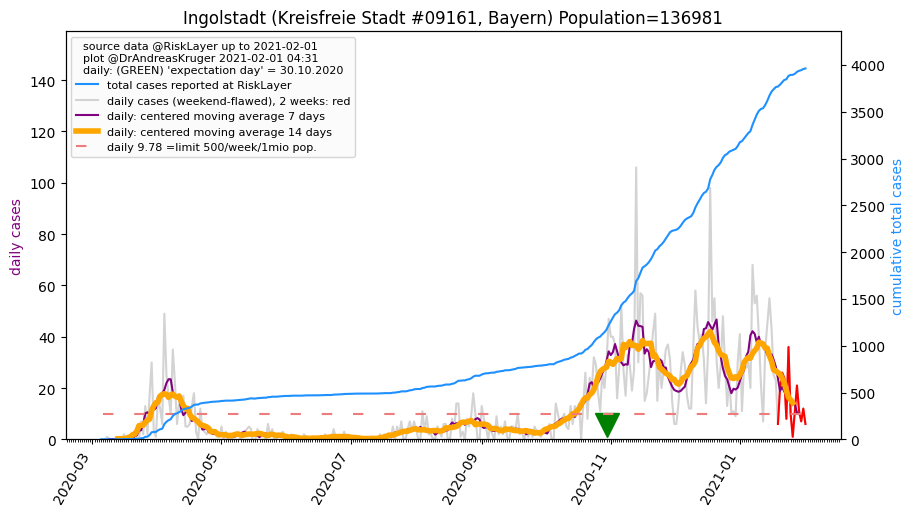 Ingolstadt (Kreisfreie Stadt #09161, Bayern) Population=136981
source data @RiskLayer up to 2021-02-01
plot @DrAndreasKruger 2021-02-01 04:31
daily: (GREEN) 'expectation day' = 30.10.2020
total cases reported at RiskLayer
daily cases (weekend-flawed), 2 weeks: red
daily: centered moving average 7 days
daily: centered moving average 14 days
daily 9.78 =limit 500/week/1mio pop.
daily cases
140
120
100
80
60
40
20
0
4000
3500
3000
2500
2000
1500
1000
500
0
cumulative total cases
2020-03
2020-05
2020-07
2020-09
2020-11
2021-01